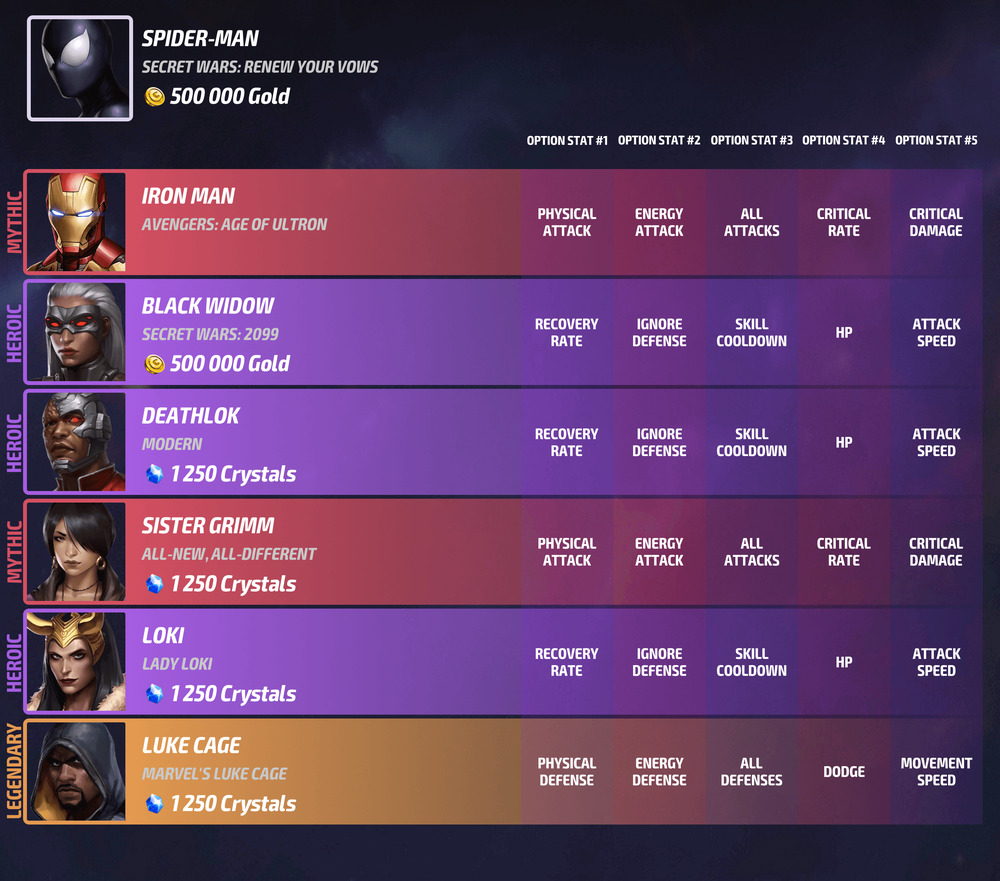 SPIDER-MAN
SECRET WARS: RENEW YOUR VOWS
500 000 Gold
OPTION STAT #1 OPTION STAT #2 OPTION STAT #3 OPTION STAT #4 OPTION STAT #5
MYTHIC
IRON MAN
AVENGERS: AGE OF ULTRON
PHYSICAL ATTACK
ENERGY ATTACK
ALL ATTACKS
CRITICAL RATE
CRITICAL DAMAGE
HEROIC
BLACK WIDOW
SECRET WARS: 2099
500 000 Gold
RECOVERY RATE
IGNORE DEFENSE
SKILL COOLDOWN
HP
ATTACK SPEED
HEROIC
DEATHLOK
MODERN
1 250 Crystals
RECOVERY RATE
IGNORE DEFENSE
SKILL COOLDOWN
HP
ATTACK SPEED
MYTHIC
SISTER GRIMM
ALL-NEW, ALL-DIFFERENT
1 250 Crystals
PHYSICAL ATTACK
ENERGY ATTACK
ALL ATTACKS
CRITICAL RATE
CRITICAL DAMAGE
HEROIC
LOKI
LADY LOKI
1 250 Crystals
RECOVERY RATE
IGNORE DEFENSE
SKILL COOLDOWN
HP
ATTACK SPEED
LEGENDARY
LUKE CAGE
MARVEL'S LUKE CAGE
1 250 Crystals
PHYSICAL DEFENSE
ENERGY DEFENSE
ALL DEFENSES
DODGE
MOVEMENT SPEED